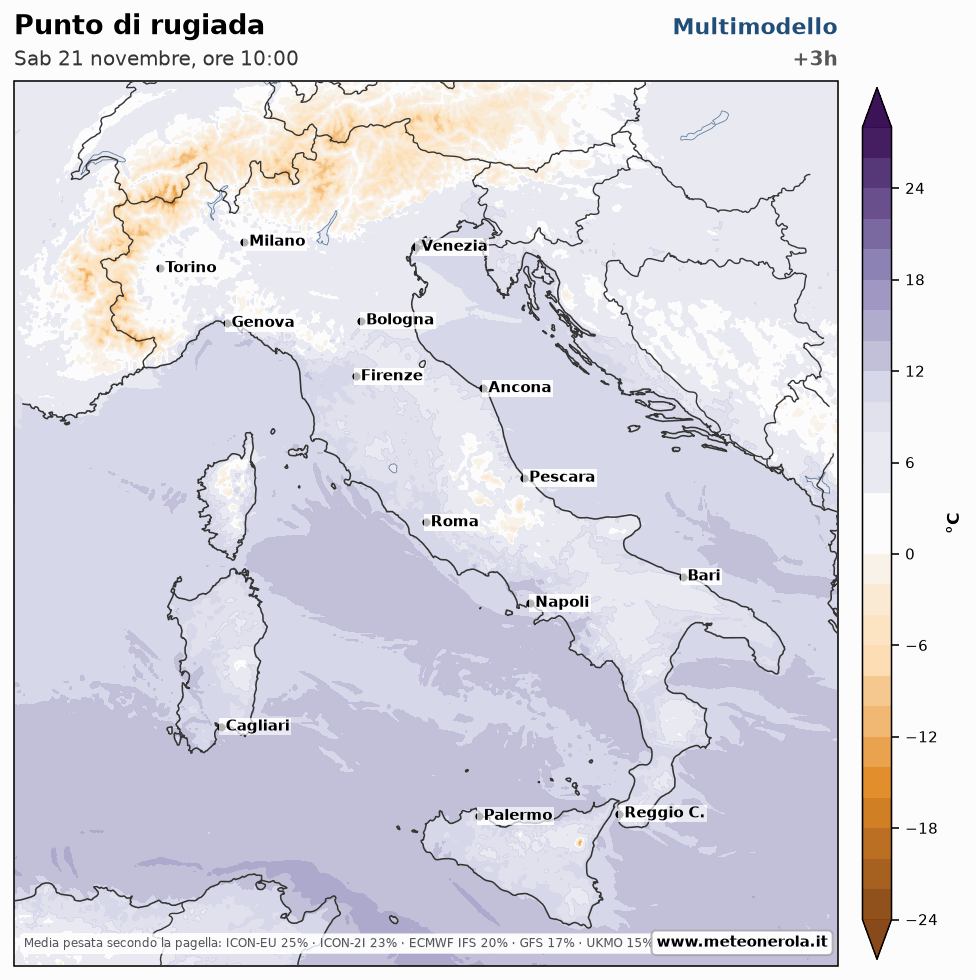 Punto di rugiada
Multimodello
Sab 21 novembre, ore 10:00
+3h
Milano
Venezia
Torino
Genova
Bologna
Firenze
Ancona
Pescara
Roma
Bari
Napoli
Cagliari
Palermo
Reggio C.
24
18
12
6
0
−6
−12
−18
−24
°C
Media pesata secondo la pagella: ICON-EU 25% · ICON-2I 23% · ECMWF IFS 20% · GFS 17% · UKMO 15%
www.meteonerola.it